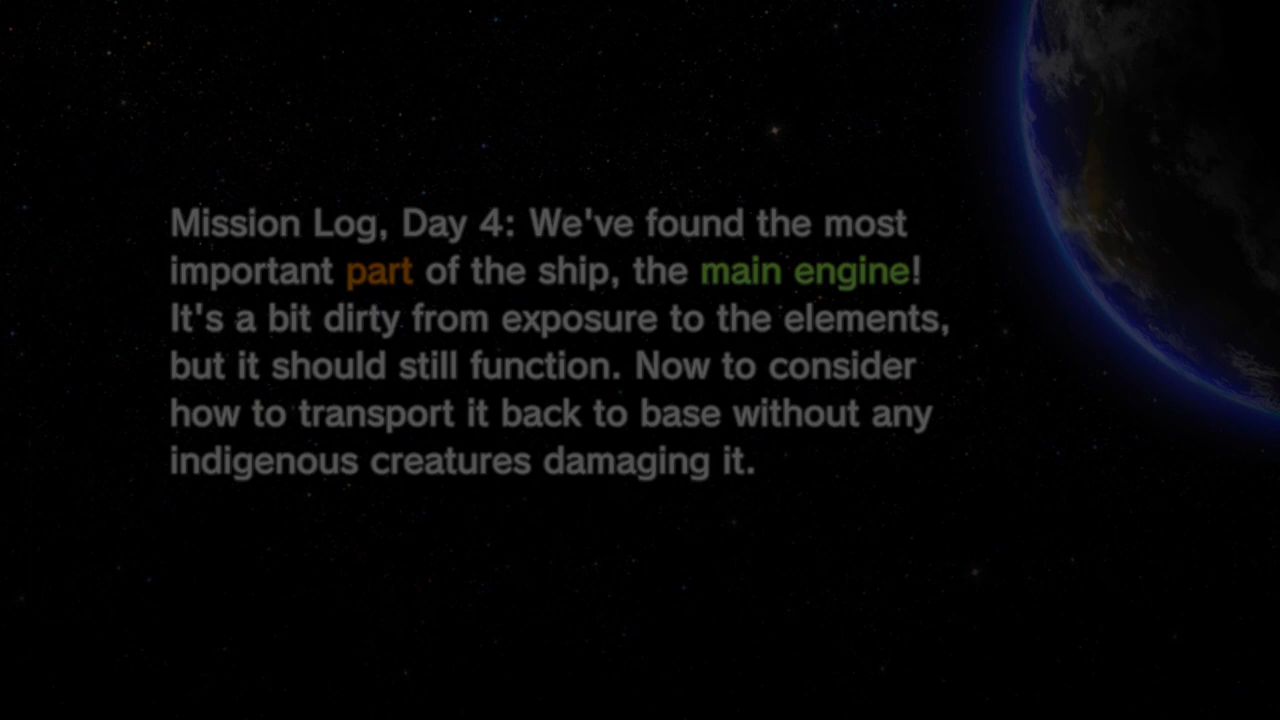 Mission Log, Day 4: We've found the most
important part of the ship, the main engine!
It's a bit dirty from exposure to the elements,
but it should still function. Now to consider
how to transport it back to base without any
indigenous creatures damaging it.